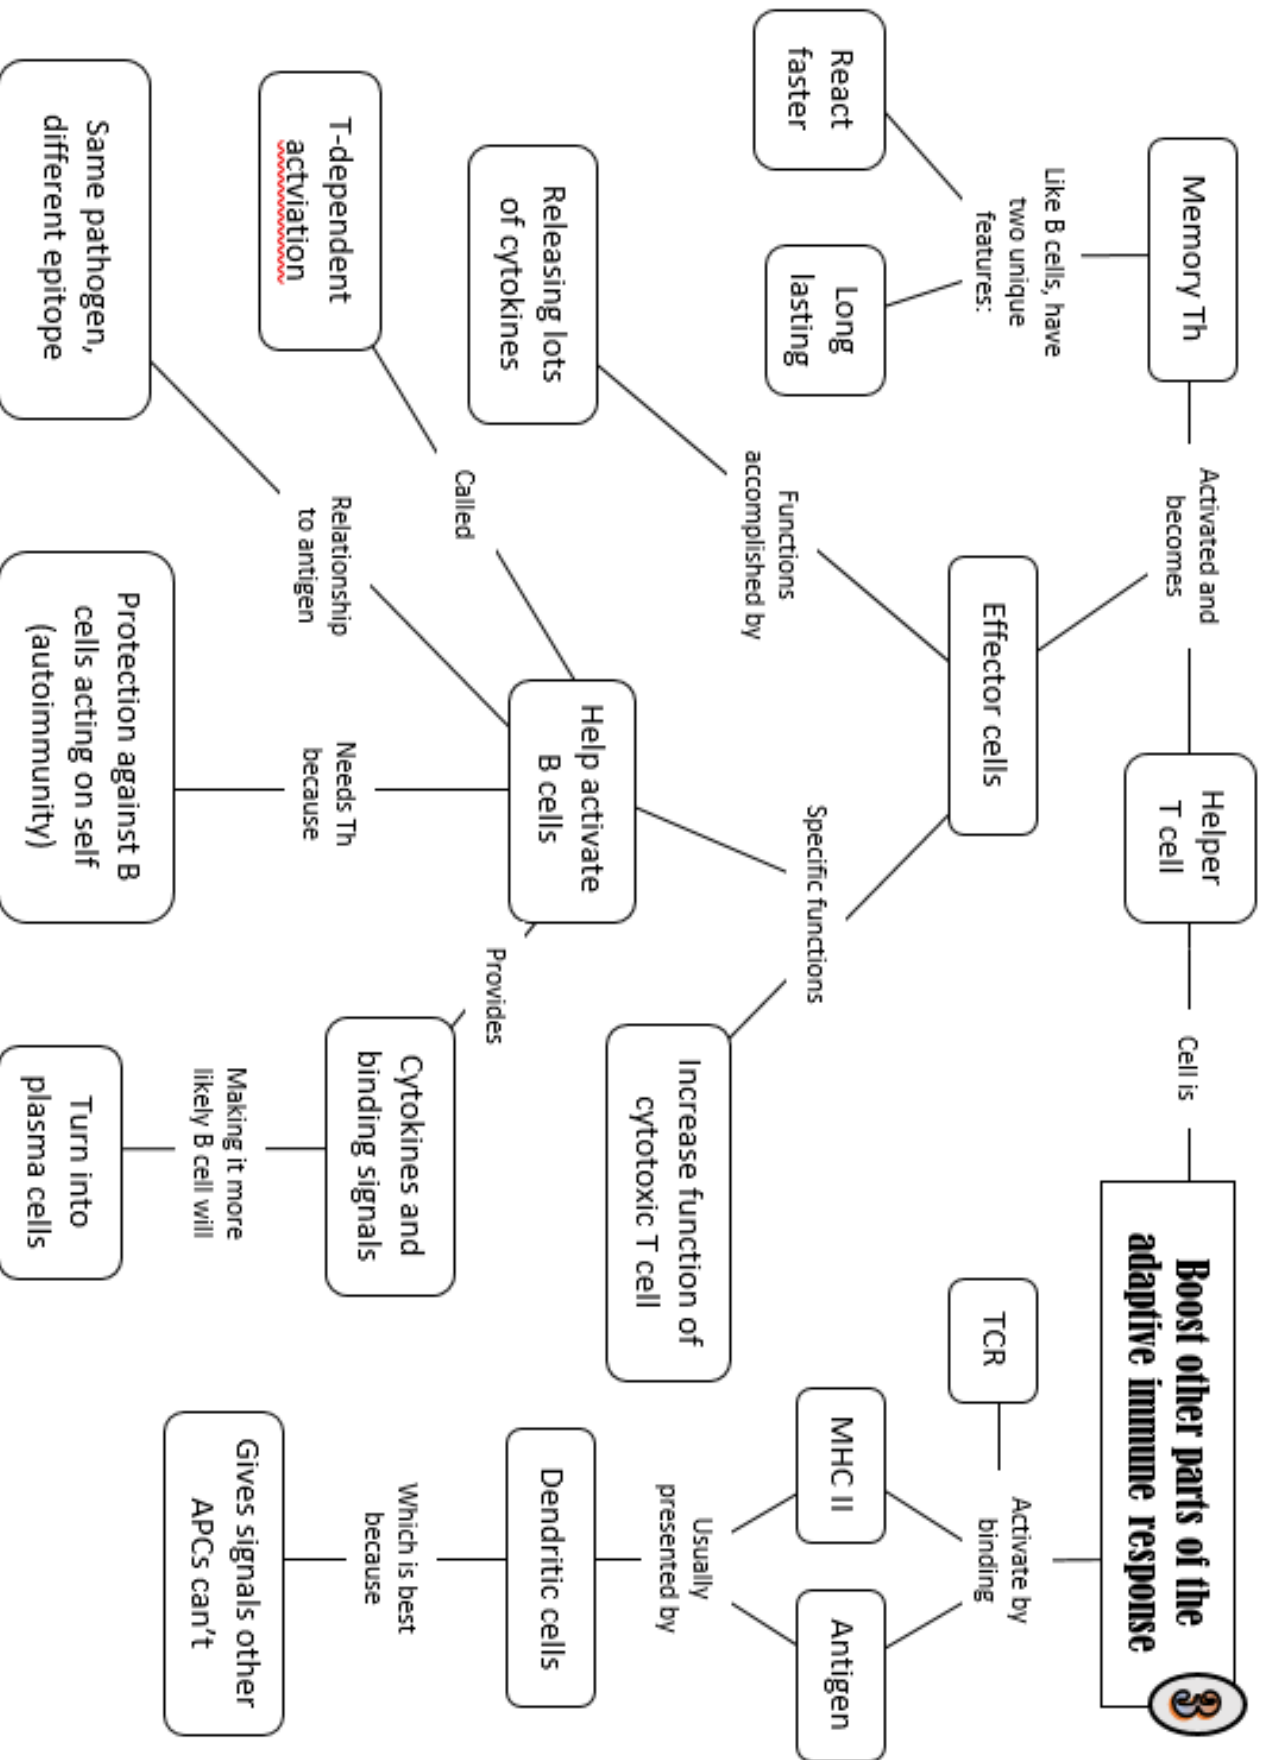 Boost other parts of the
adaptive immune response
3
Cell is
Helper
T cell
Activated and
becomes
Memory Th
Like B cells, have
two unique
features:
React
faster
Long
lasting
Effector cells
Functions
accomplished by
Releasing lots
of cytokines
Specific functions
Help activate
B cells
Increase function of
cytotoxic T cell
Called
T-dependent
actviation
Relationship
to antigen
Same pathogen,
different epitope
Needs Th
because
Protection against B
cells acting on self
(autoimmunity)
Provides
Cytokines and
binding signals
Making it more
likely B cell will
Turn into
plasma cells
Activate by
binding
TCR
MHC II
Antigen
Usually
presented by
Dendritic cells
Which is best
because
Gives signals other
APCs can't